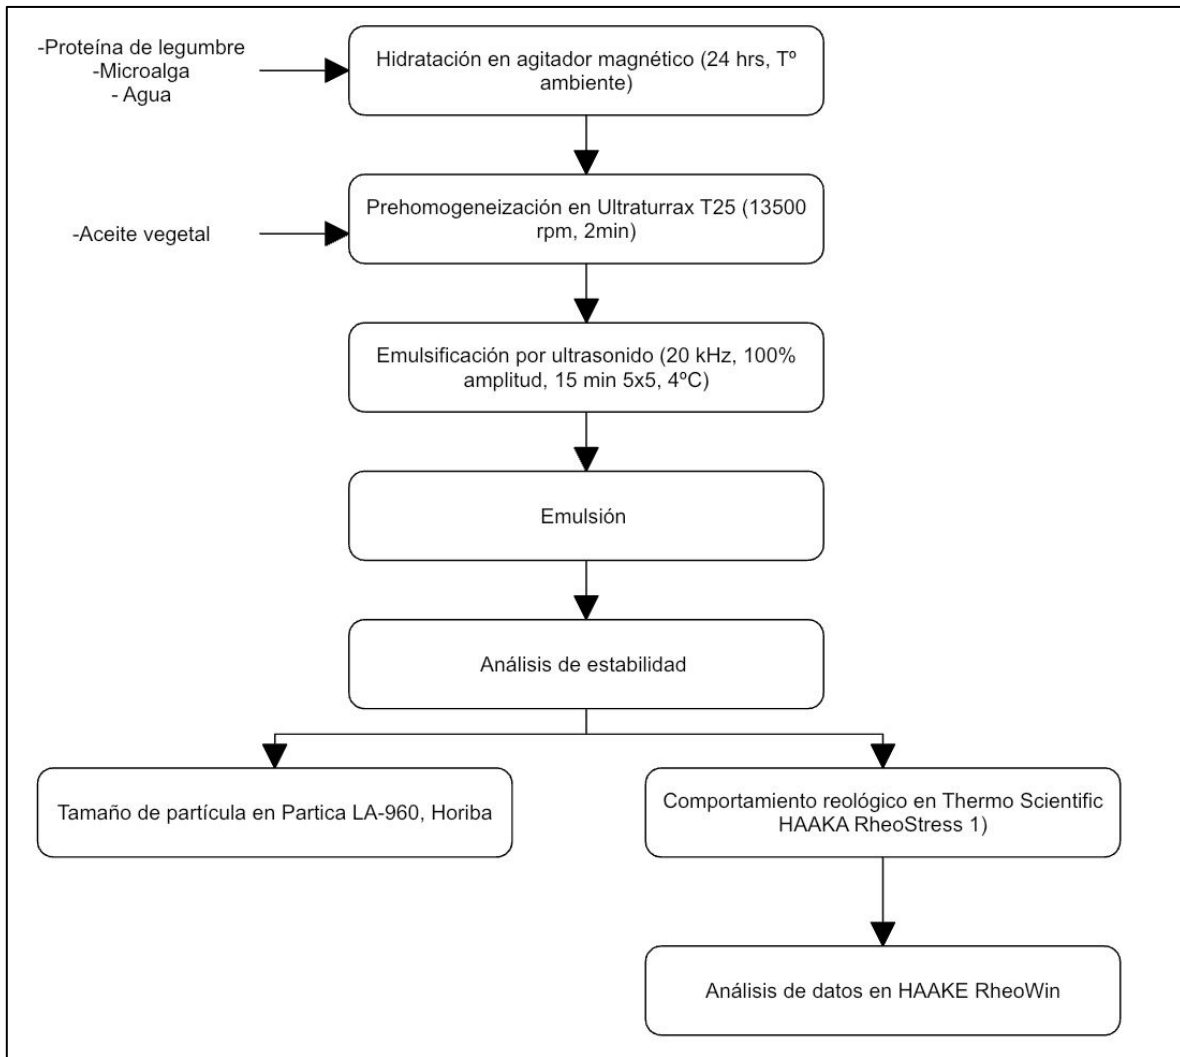 -Proteína de legumbre
-Microalga
- Agua
Hidratación en agitador magnético (24 hrs, Tº
ambiente)
-Aceite vegetal
Prehomogeneización en Ultraturrax T25 (13500
rpm, 2min)
Emulsificación por ultrasonido (20 kHz, 100%
amplitud, 15 min 5x5, 4ºC)
Emulsión
Análisis de estabilidad
Tamaño de partícula en Partica LA-960, Horiba
Comportamiento reológico en Thermo Scientific
HAAKA RheoStress 1)
Análisis de datos en HAAKE RheoWin